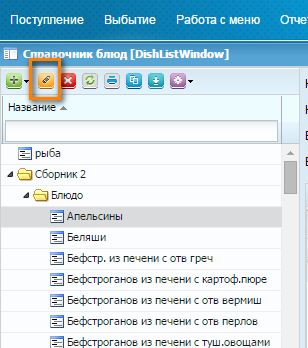 Поступление Выбытие Работа с меню От
Справочник блюд [DishListWindow]
Название
рыба
Сборник 2
Блюдо
Апельсины
Беляши
Бефстр. из печени с отв греч
Бефстроганов из печени с картоф.пюре
Бефстроганов из печени с отв вермиш
Бефстроганов из печени с отв перлов
Бефстроганов из печени с туш.овощами